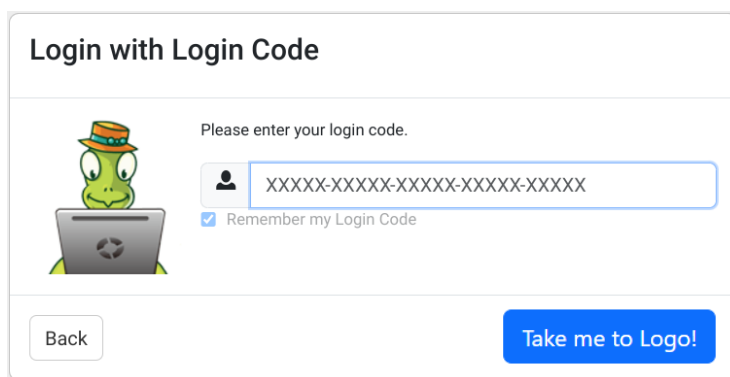 Login with Login Code
Please enter your login code.
XXXXX-XXXXX-XXXXX-XXXXX-XXXXX
Remember my Login Code
Back
Take me to Logo!